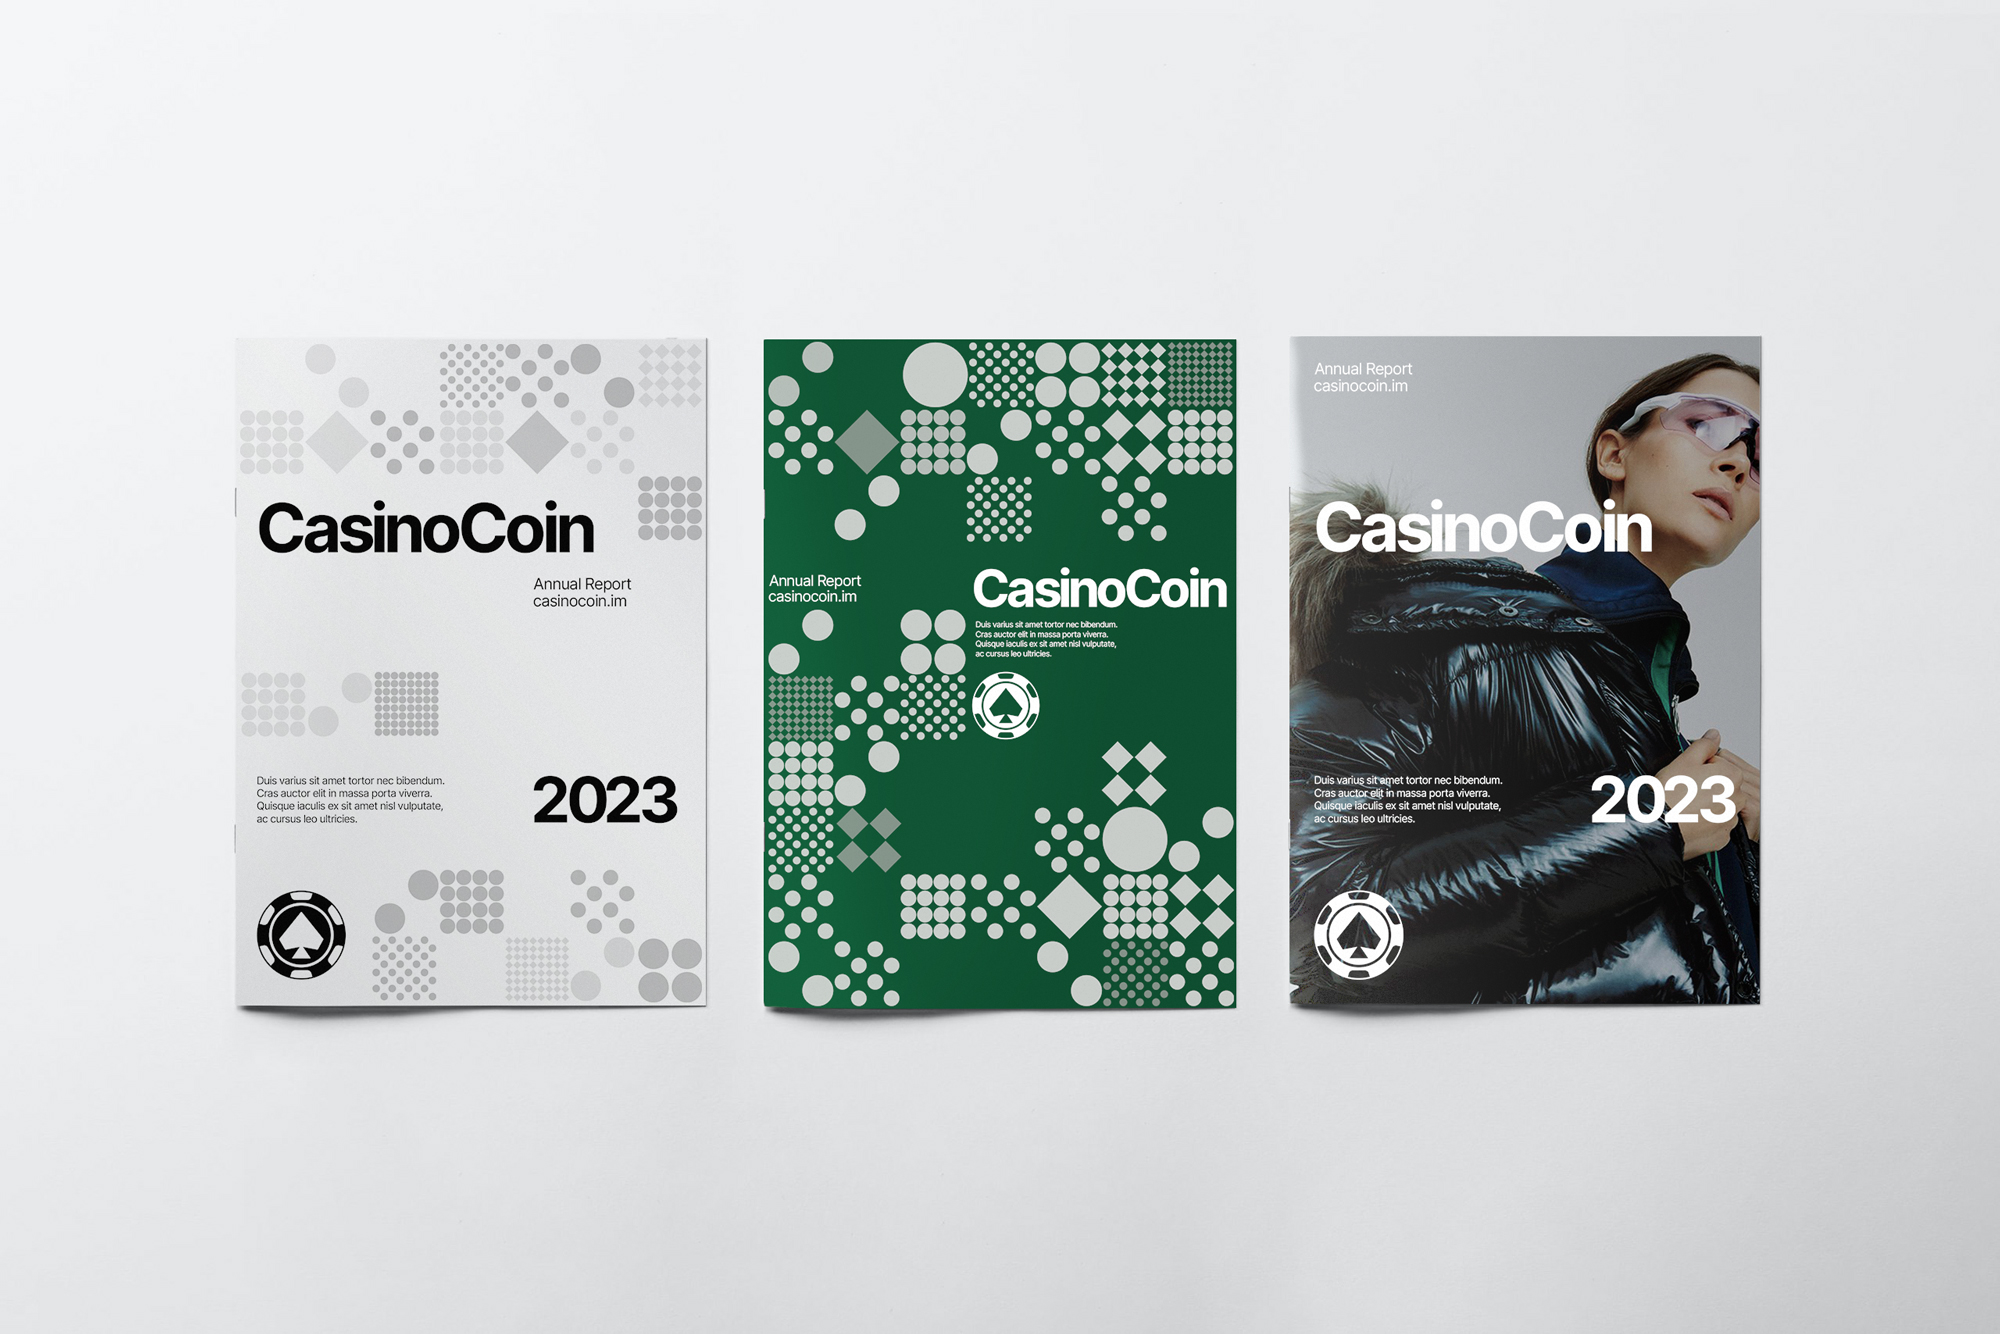 CasinoCoin
Annual Report
casinocoin.im
Duis varius sit amet tortor nec bibendum.
Cras auctor elit in massa porta viverra.
Quisque iaculis ex sit amet nisl vulputate,
ac cursus leo ultricies.
2023
Annual Report
casinocoin.im
CasinoCoin
Duis varius sit amet tortor nec bibendum.
Cras auctor elit in massa porta viverra.
Quisque iaculis ex sit amet nisl vulputate,
ac cursus leo ultricies.
Annual Report
casinocoin.im
CasinoCoin
Duis varius sit amet tortor nec bibendum.
Cras auctor elit in massa porta viverra.
Quisque iaculis ex sit amet nisl vulputate,
ac cursus leo ultricies.
2023